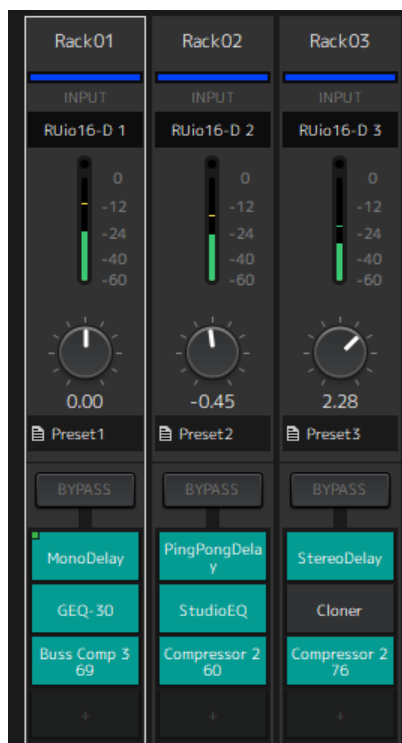 Rack01 Rack02 Rack03
INPUT INPUT INPUT
RUio16-D 1 RUio16-D 2 RUio16-D 3
0 0 0
-12 -12 -12
-24 -24 -24
-40 -40 -40
-60 -60 -60
0.00 -0.45 2.28
Preset1 Preset2 Preset3
BYPASS BYPASS BYPASS
MonoDelay PingPongDela
y StereoDelay
GEQ-30 StudioEQ Cloner
Buss Comp 3
69 Compressor 2
60 Compressor 2
76
+ + +